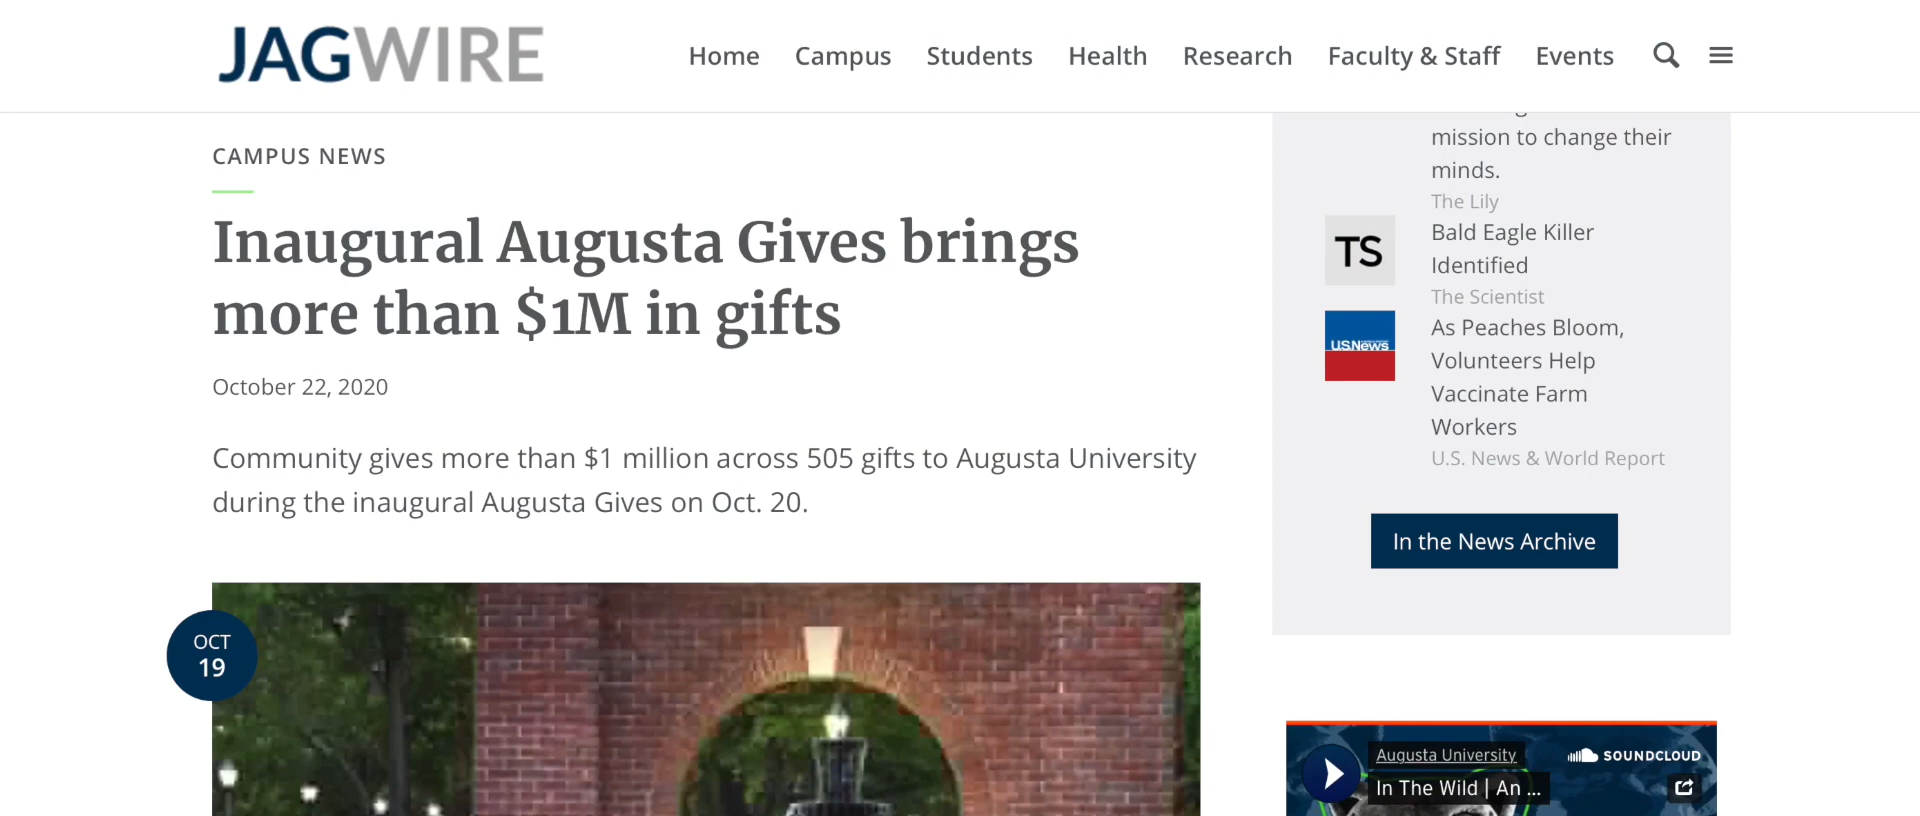 JAGWIRE
Home Campus Students Health Research Faculty & Staff Events
CAMPUS NEWS
Inaugural Augusta Gives brings
more than $1M in gifts
October 22, 2020
Community gives more than $1 million across 505 gifts to Augusta University
during the inaugural Augusta Gives on Oct. 20.
OCT
19
mission to change their
minds.
The Lily
TS
Bald Eagle Killer
Identified
The Scientist
U.S.News
As Peaches Bloom,
Volunteers Help
Vaccinate Farm
Workers
U.S. News & World Report
In the News Archive
Augusta University
SOUNDCLOUD
In The Wild | An ...